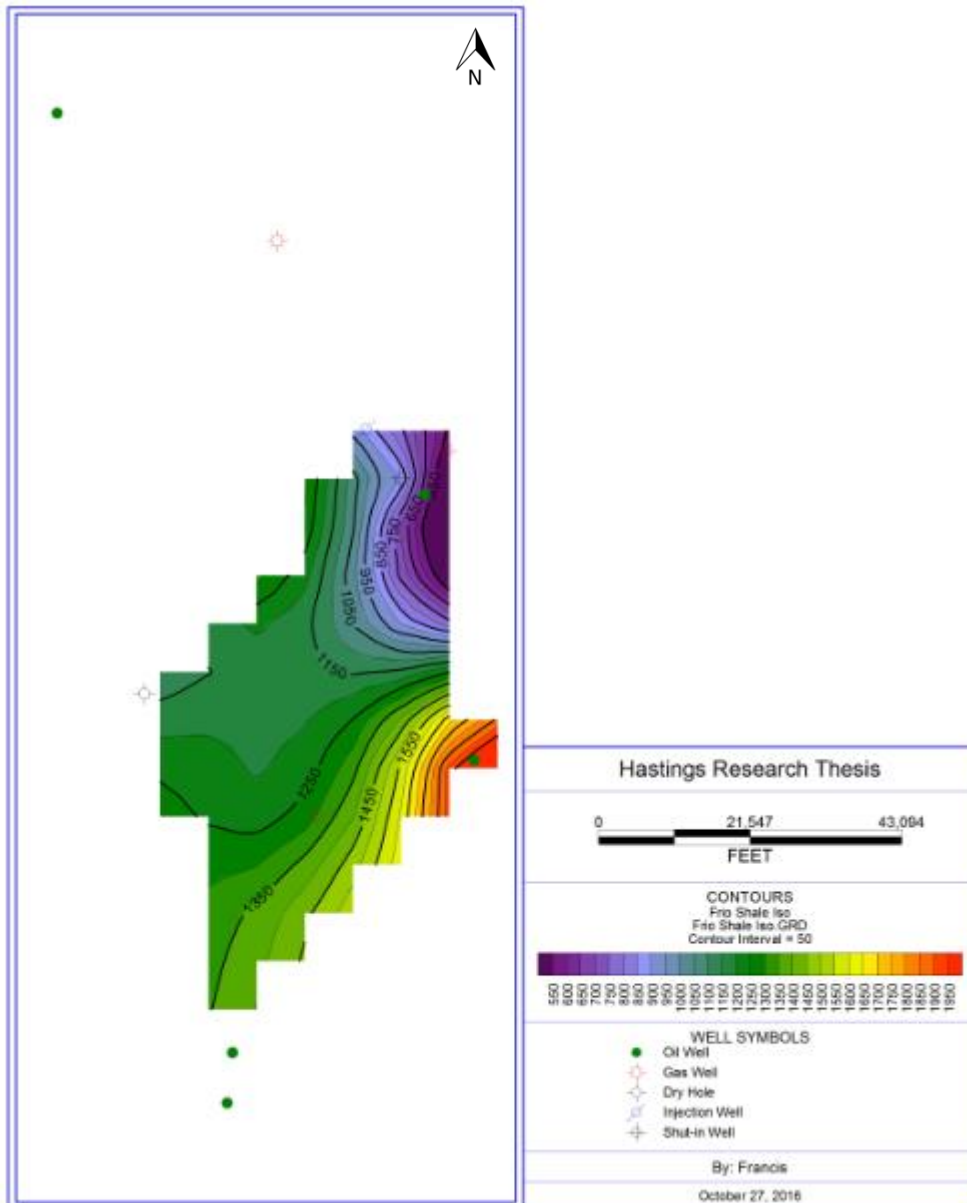 N
650
750
850
950
1050
1150
1250
1350
1450
1550
Hastings Research Thesis
0 21,547 43,094
FEET
CONTOURS
Frio Shale Iso
Frio Shale Iso.GRD
Contour Interval = 50
550 600 650 700 750 800 850 900 950 1000 1050 1100 1150 1200 1250 1300 1350 1400 1450 1500 1550 1600 1650 1700 1750 1800 1850 1900 1950
WELL SYMBOLS
Oil Well
Gas Well
Dry Hole
Injection Well
Shut-in Well
By: Francis
October 27, 2016